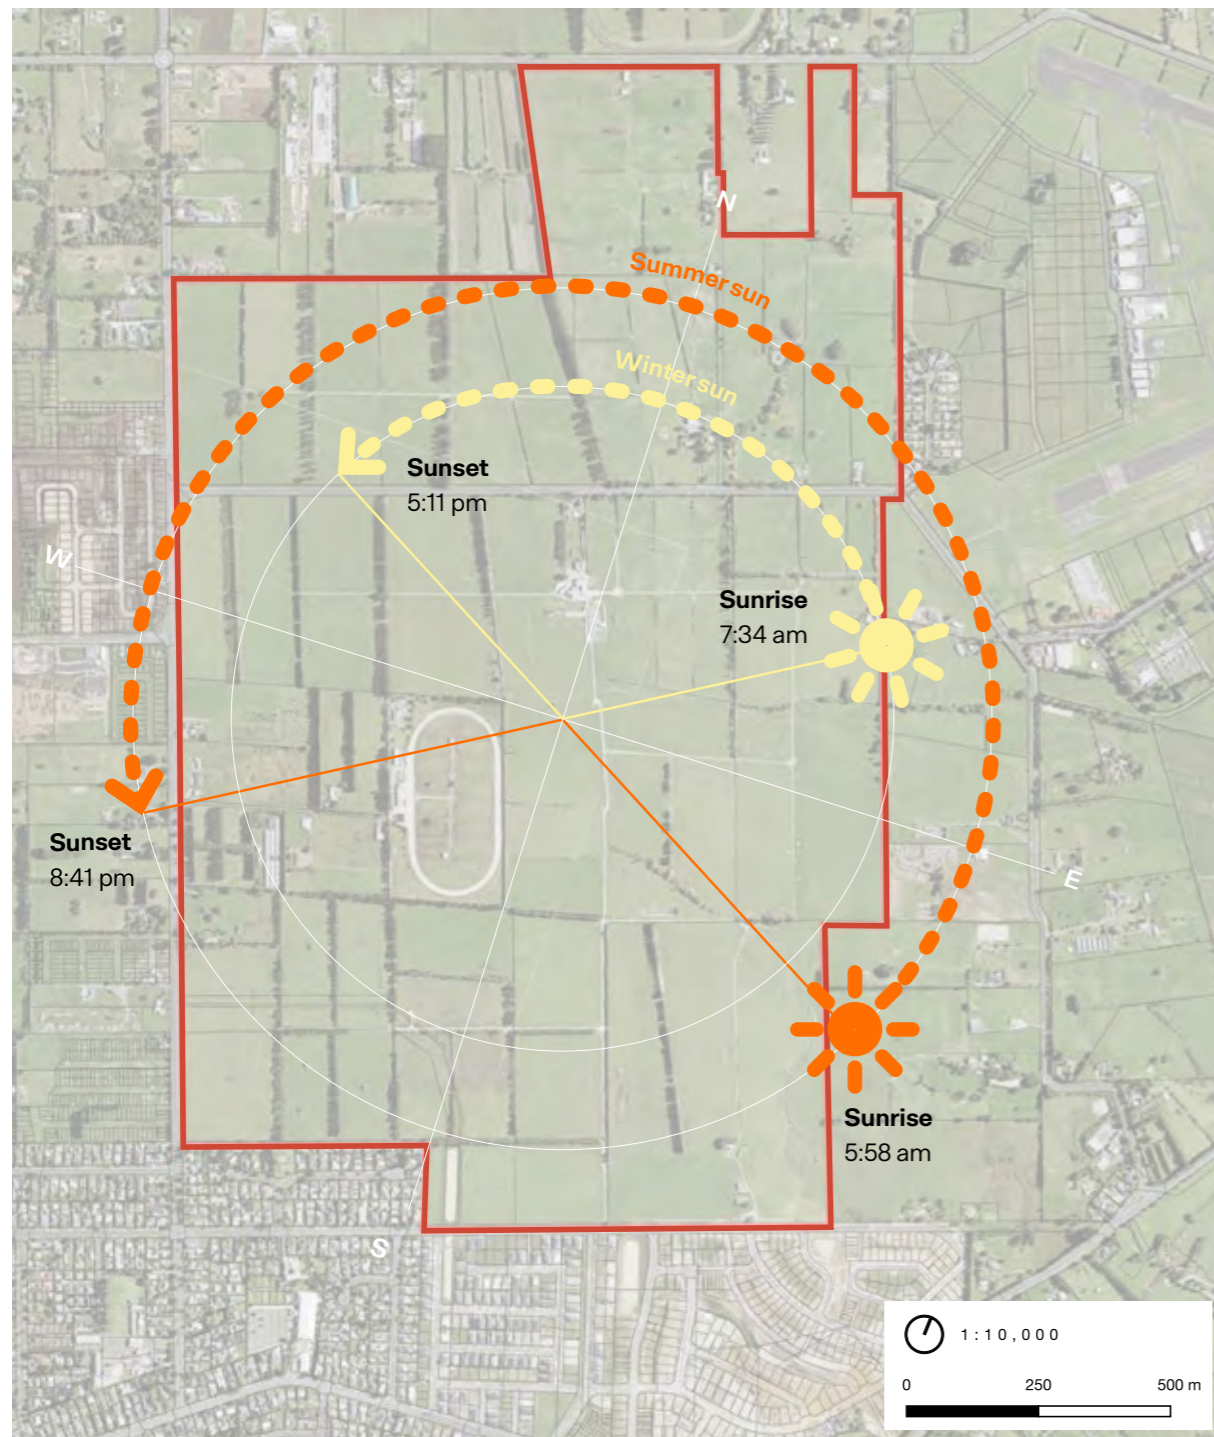 N
Summer sun
Winter sun
Sunset
5:11 pm
W
Sunrise
7:34 am
Sunset
8:41 pm
E
Sunrise
5:58 am
S
1:10,000
0 250 500 m